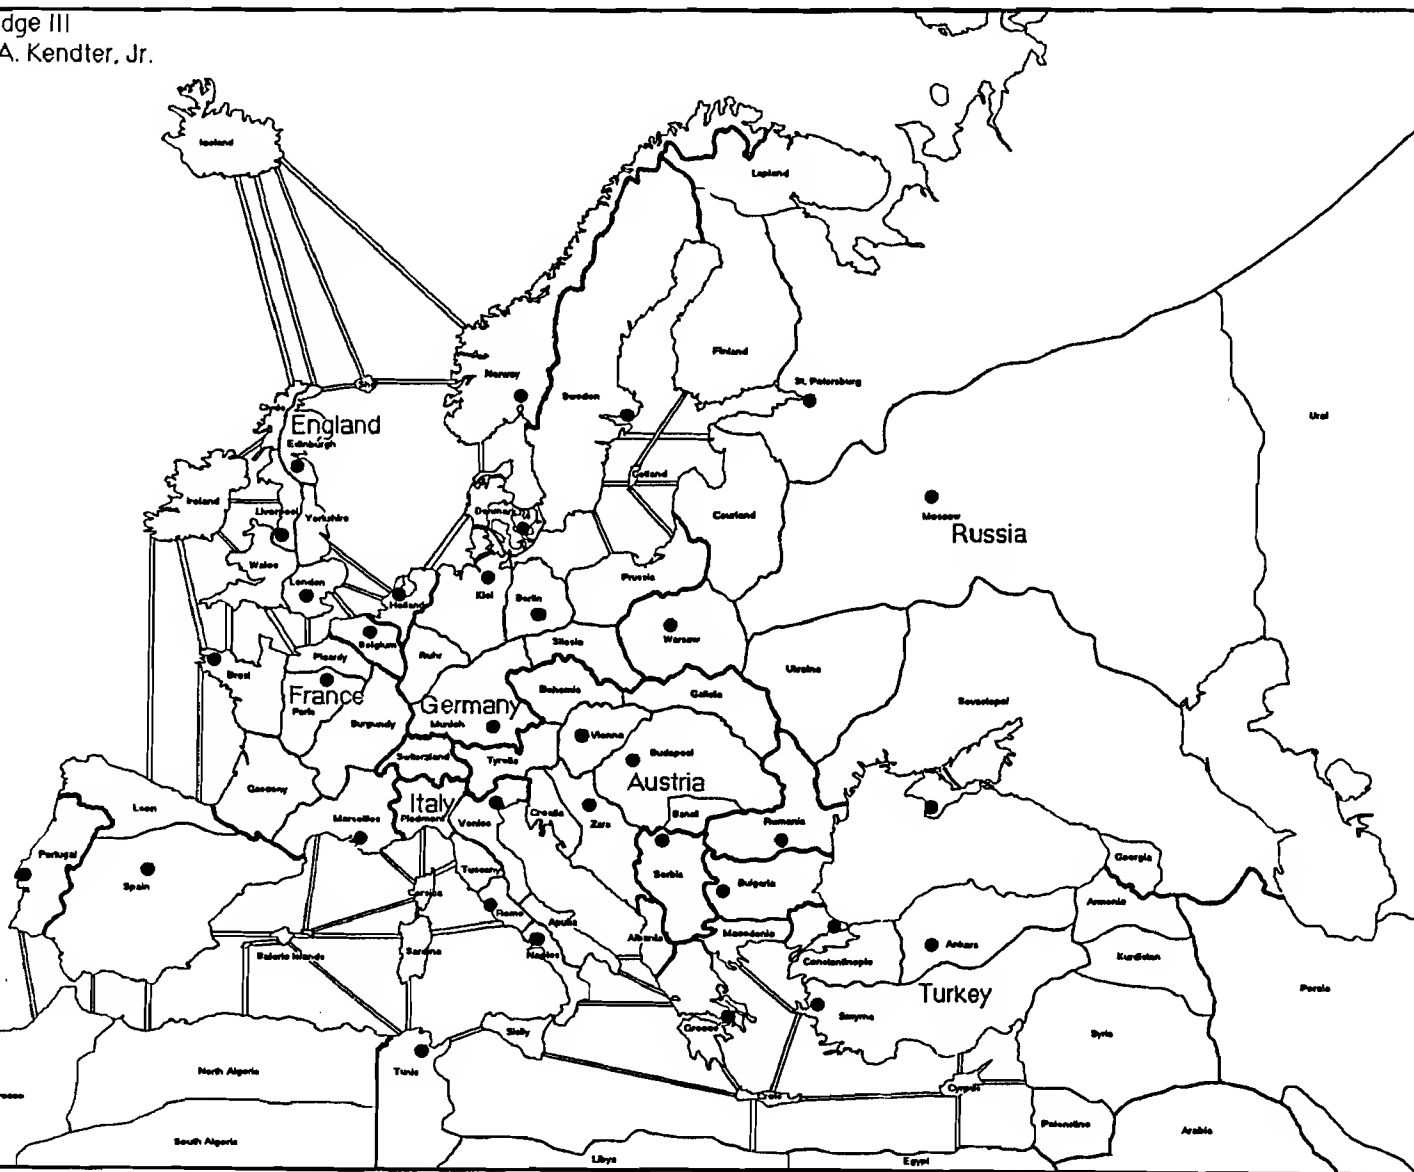 dge III
A. Kendter, Jr.
Iceland
Lapland
Finland
Norway
Sweden
St. Petersburg
Ural
Clyde
England
Edinburgh
Gotland
Ireland
Liverpool
Yorkshire
Denmark
Courland
Moscow
Russia
Wales
London
Holland
Kiel
Berlin
Prussia
Belgium
Warsaw
Picardy
Ruhr
Silesia
Ukraine
Brest
France
Paris
Burgundy
Germany
Munich
Bohemia
Galicia
Sevastopol
Vienna
Switzerland
Tyrolia
Budapest
Austria
Gascony
Leon
Italy
Piedmont
Venice
Croatia
Zara
Banat
Marseilles
Rumania
Portugal
Spain
Tuscany
Serbia
Bulgaria
Georgia
Corsica
Rome
Apulia
Armenia
Albania
Macedonia
Ankara
Sardina
Naples
Balaric Islands
Constantinople
Kurdistan
Turkey
Persia
Smyrna
Greece
Sicily
Syria
North Algeria
Tunis
Crete
Cyprus
Palestine
Arabia
South Algeria
Libya
Egypt